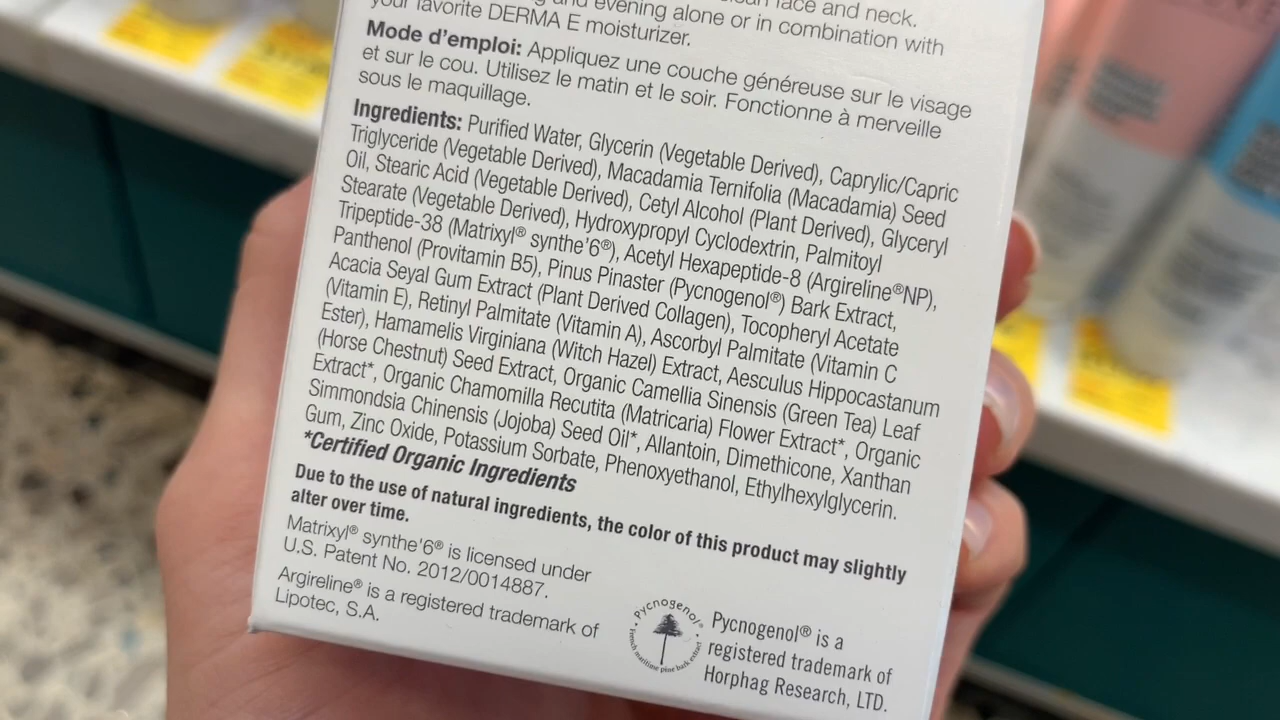 face and neck.
and evening alone or in combination with
your favorite DERMA E moisturizer.
Mode d'emploi: Appliquez une couche généreuse sur le visage
et sur le cou. Utilisez le matin et le soir. Fonctionne à merveille
sous le maquillage.
Ingredients: Purified Water, Glycerin (Vegetable Derived), Caprylic/Capric
Triglyceride (Vegetable Derived), Macadamia Ternifolia (Macadamia) Seed
Oil, Stearic Acid (Vegetable Derived), Cetyl Alcohol (Plant Derived), Glyceryl
Stearate (Vegetable Derived), Hydroxypropyl Cyclodextrin, Palmitoyl
Tripeptide-38 (Matrixyl® synthe'6®), Acetyl Hexapeptide-8 (Argireline®NP),
Panthenol (Provitamin B5), Pinus Pinaster (Pycnogenol®) Bark Extract,
Acacia Seyal Gum Extract (Plant Derived Collagen), Tocopheryl Acetate
(Vitamin E), Retinyl Palmitate (Vitamin A), Ascorbyl Palmitate (Vitamin C
Ester), Hamamelis Virginiana (Witch Hazel) Extract, Aesculus Hippocastanum
(Horse Chestnut) Seed Extract, Organic Camellia Sinensis (Green Tea) Leaf
Extract*, Organic Chamomilla Recutita (Matricaria) Flower Extract*, Organic
Simmondsia Chinensis (Jojoba) Seed Oil*, Allantoin, Dimethicone, Xanthan
Gum, Zinc Oxide, Potassium Sorbate, Phenoxyethanol, Ethylhexylglycerin.
*Certified Organic Ingredients
Due to the use of natural ingredients, the color of this product may slightly
alter over time.
Matrixyl® synthe'6® is licensed under
U.S. Patent No. 2012/0014887.
Argireline® is a registered trademark of
Lipotec, S.A.
Pycnogenol®
French maritime pine bark extract
Pycnogenol® is a
registered trademark of
Horphag Research, LTD.